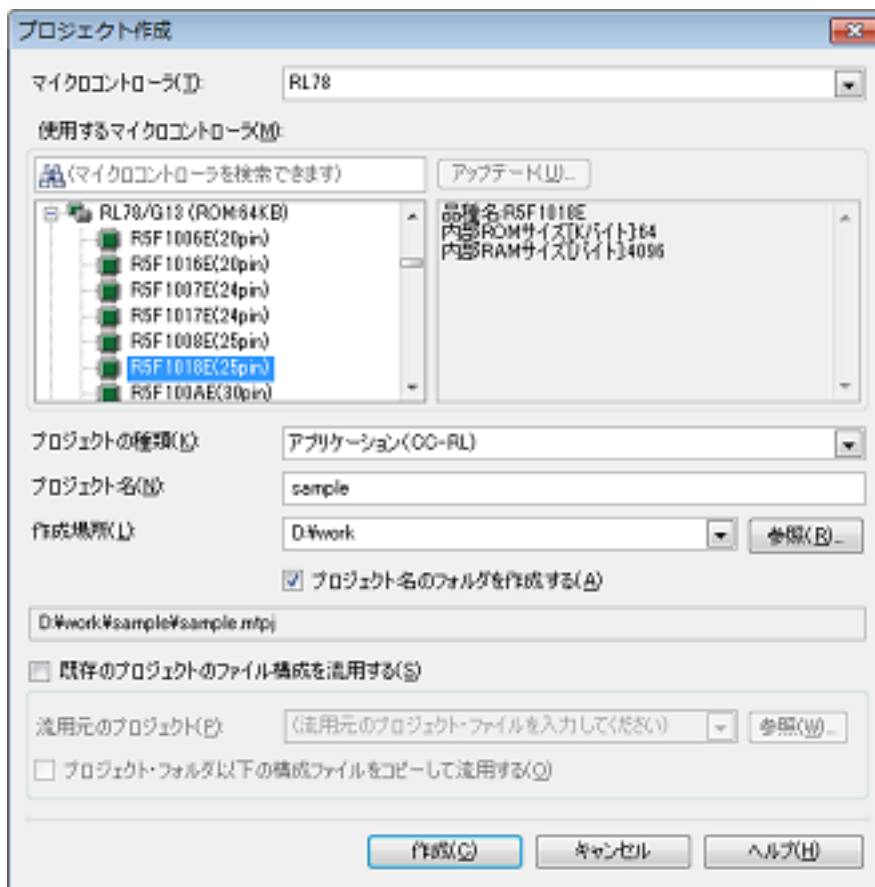 プロジェクト作成
マイクロコントローラ(T): RL78
使用するマイクロコントローラ(M):
(マイクロコントローラを検索できます) アップデート(U)...
RL78/G13 (ROM:64KB)
R5F1006E(20pin)
R5F1016E(20pin)
R5F1007E(24pin)
R5F1017E(24pin)
R5F1008E(25pin)
R5F1018E(25pin)
R5F100AE(30pin)
品種名:R5F1018E
内部ROMサイズ[Kバイト]:64
内部RAMサイズ[バイト]:4096
プロジェクトの種類(K): アプリケーション(CC-RL)
プロジェクト名(N): sample
作成場所(L): D:¥work 参照(R)...
プロジェクト名のフォルダを作成する(A)
D:¥work¥sample¥sample.mtpj
既存のプロジェクトのファイル構成を流用する(S)
流用元のプロジェクト(P): (流用元のプロジェクト・ファイルを入力してください) 参照(W)...
プロジェクト・フォルダ以下の構成ファイルをコピーして流用する(O)
作成(C) キャンセル ヘルプ(H)